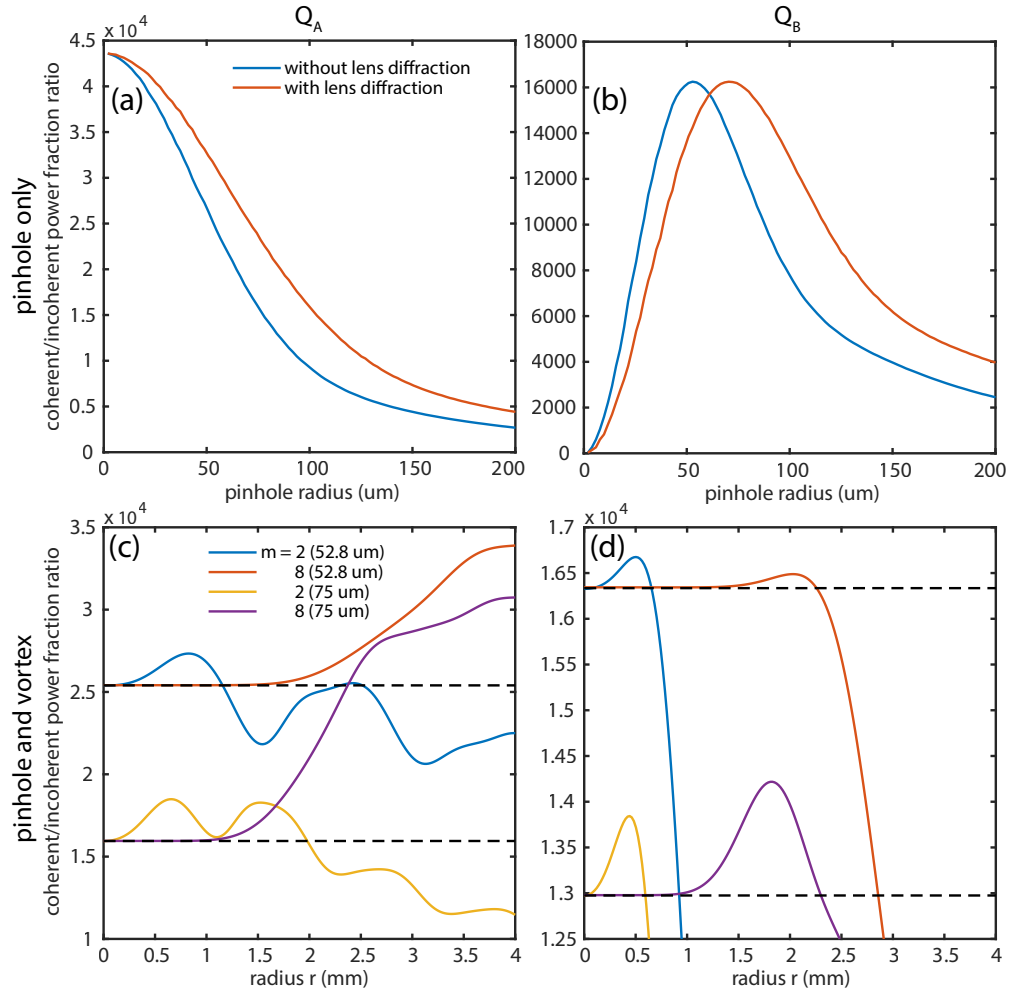 Q_A
Q_B
pinhole only
coherent/incoherent power fraction ratio
x 10^4
4.5
4
3.5
3
2.5
2
1.5
1
0.5
0
(a)
without lens diffraction
with lens diffraction
0 50 100 150 200
pinhole radius (um)
18000
16000
14000
12000
10000
8000
6000
4000
2000
0
(b)
0 50 100 150 200
pinhole radius (um)
pinhole and vortex
coherent/incoherent power fraction ratio
x 10^4
3.5
3
2.5
2
1.5
1
(c)
m = 2 (52.8 um)
8 (52.8 um)
2 (75 um)
8 (75 um)
0 0.5 1 1.5 2 2.5 3 3.5 4
radius r (mm)
x 10^4
1.7
1.65
1.6
1.55
1.5
1.45
1.4
1.35
1.3
1.25
(d)
0 0.5 1 1.5 2 2.5 3 3.5 4
radius r (mm)